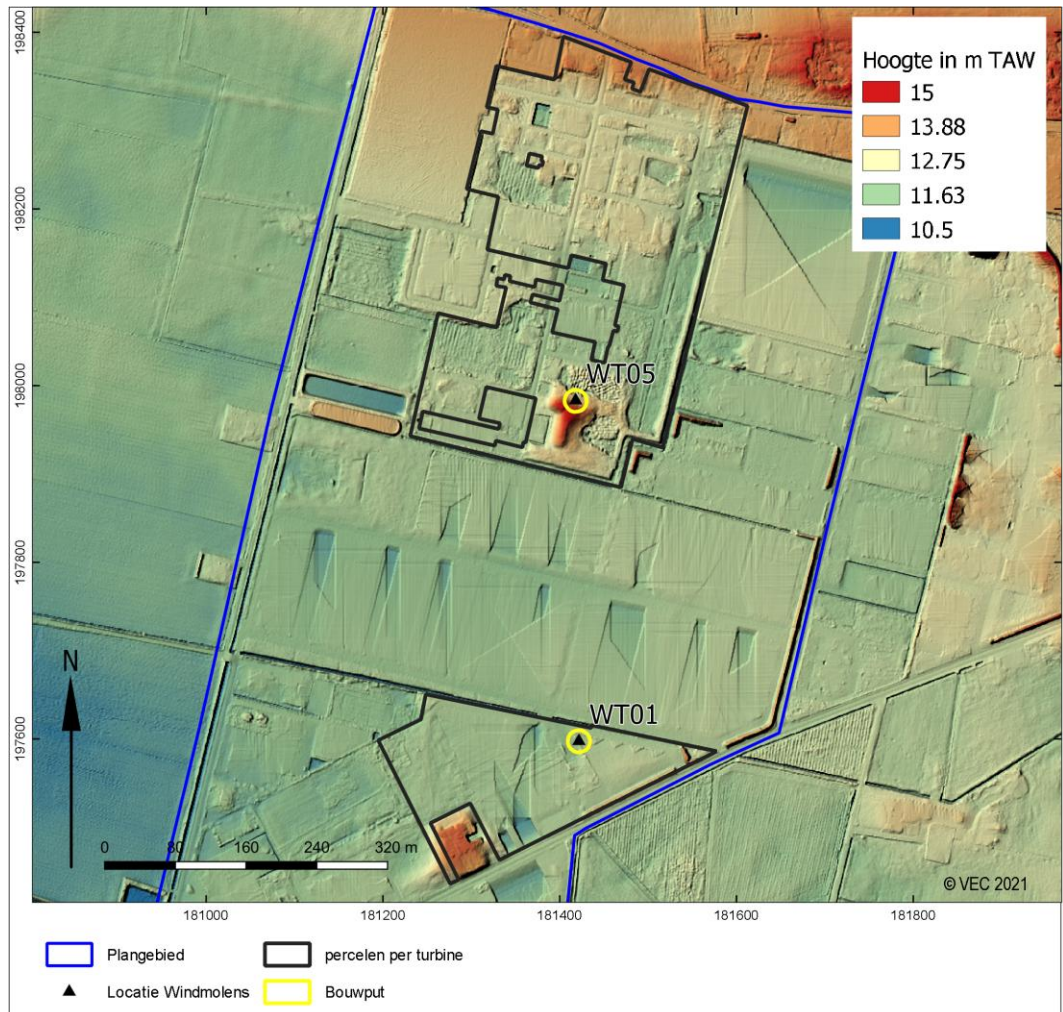 198400
198200
198000
197800
197600
Hoogte in m TAW
15
13.88
12.75
11.63
10.5
WT05
WT01
N
0 80 160 240 320 m
© VEC 2021
181000 181200 181400 181600 181800
Plangebied
percelen per turbine
Locatie Windmolens
Bouwput